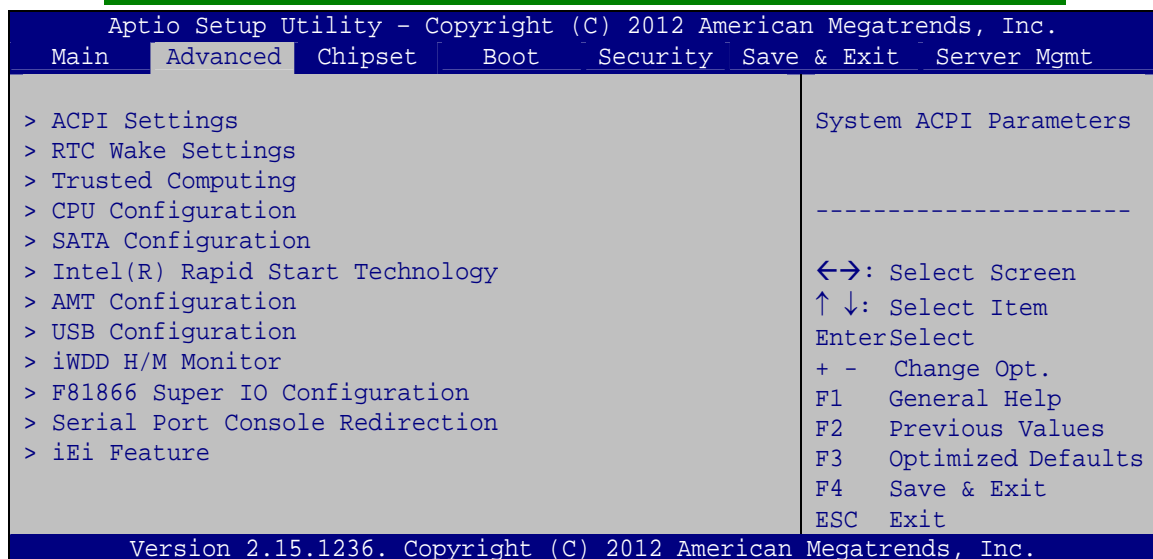 Aptio Setup Utility – Copyright (C) 2012 American Megatrends, Inc.
Main Advanced Chipset Boot Security Save & Exit Server Mgmt
> ACPI Settings
> RTC Wake Settings
> Trusted Computing
> CPU Configuration
> SATA Configuration
> Intel(R) Rapid Start Technology
> AMT Configuration
> USB Configuration
> iWDD H/M Monitor
> F81866 Super IO Configuration
> Serial Port Console Redirection
> iEi Feature
System ACPI Parameters
----------------------
←→: Select Screen
↑ ↓: Select Item
EnterSelect
+ - Change Opt.
F1 General Help
F2 Previous Values
F3 Optimized Defaults
F4 Save & Exit
ESC Exit
Version 2.15.1236. Copyright (C) 2012 American Megatrends, Inc.